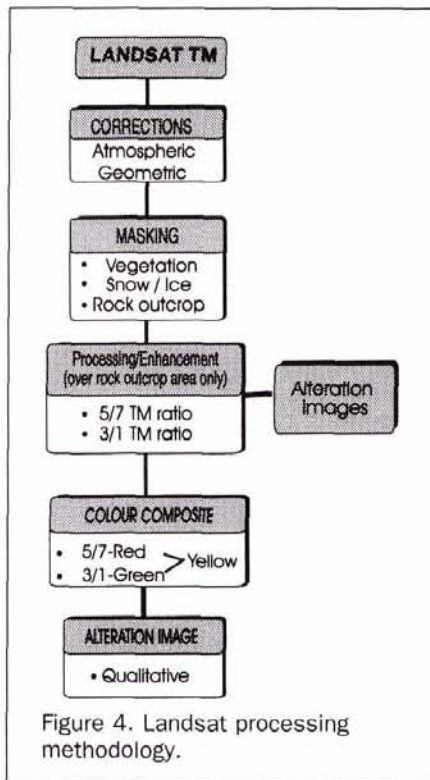 LANDSAT TM
CORRECTIONS
Atmospheric
Geometric
MASKING
• Vegetation
• Snow / Ice
• Rock outcrop
Processing/Enhancement
(over rock outcrop area only)
• 5/7 TM ratio
• 3/1 TM ratio
Alteration
Images
COLOUR COMPOSITE
• 5/7-Red
• 3/1-Green > Yellow
ALTERATION IMAGE
• Qualitative
Figure 4. Landsat processing
methodology.